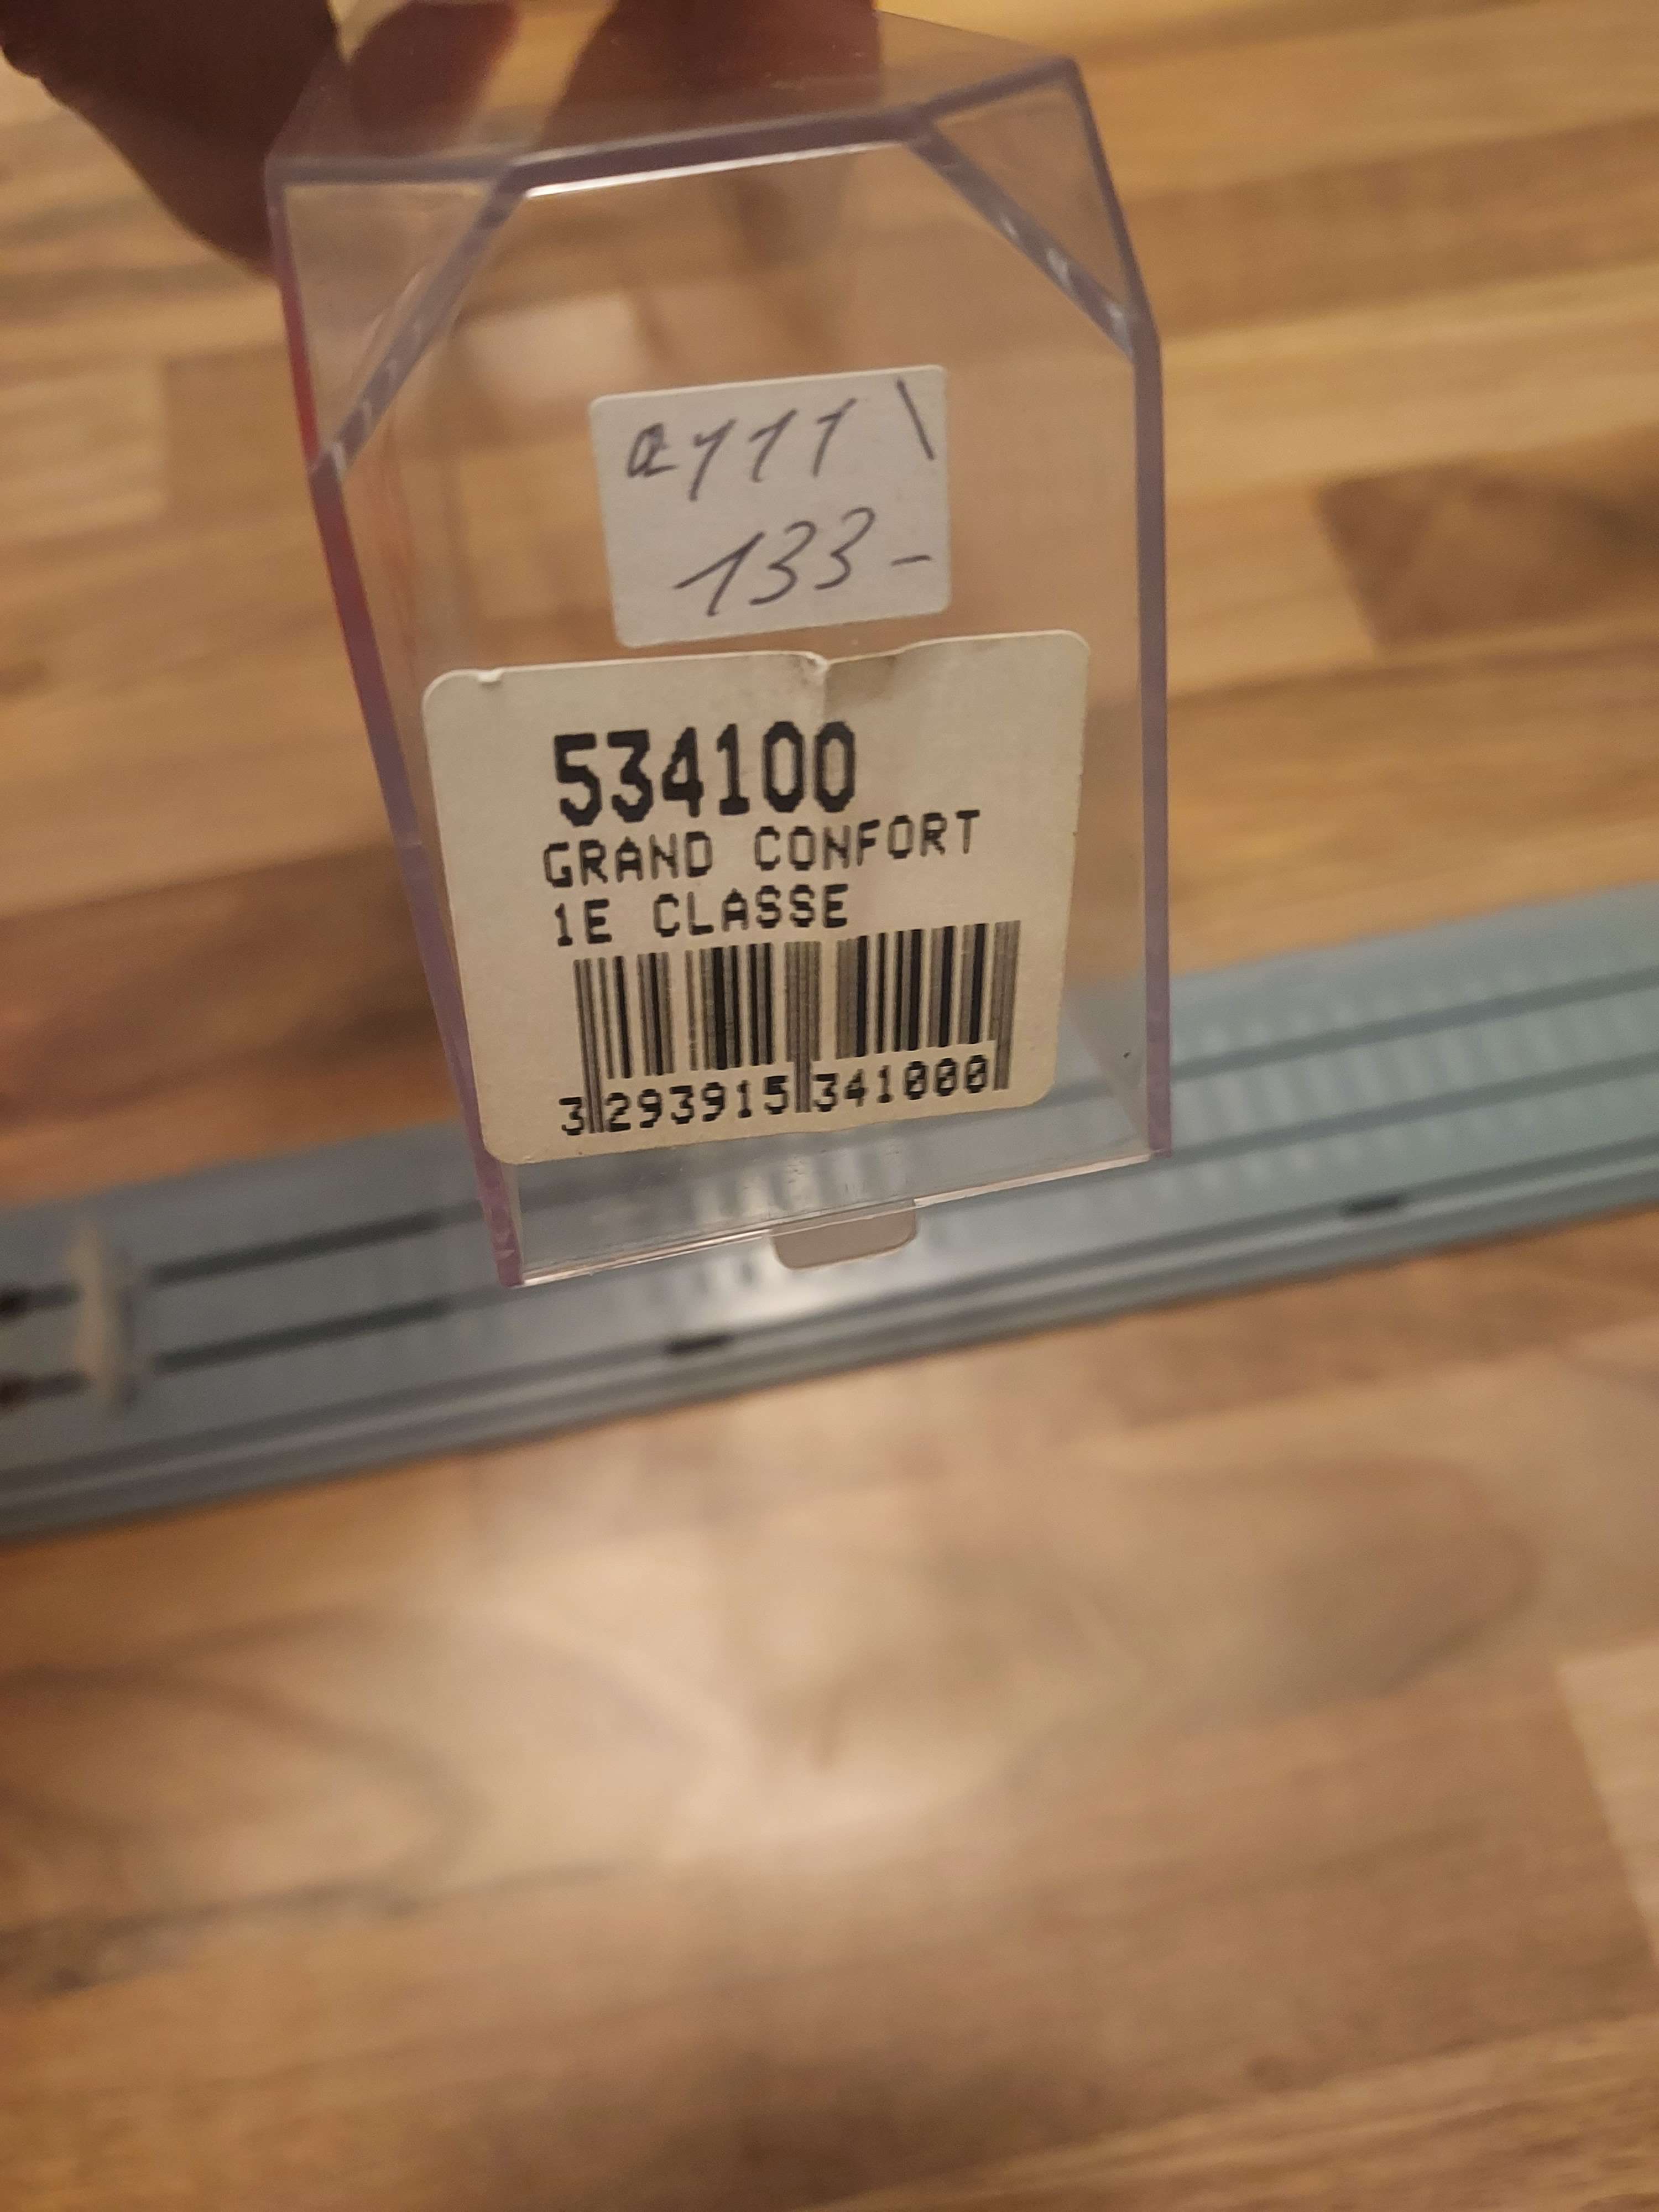 133-
534100
GRAND CONFORT
1E CLASSE
3 293915 341000